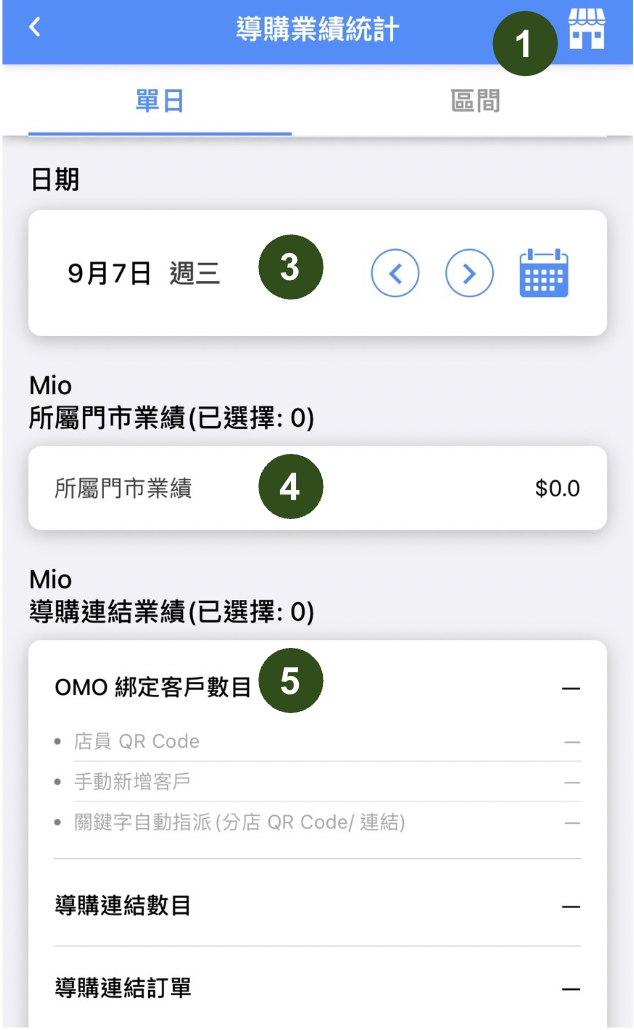 導購業績統計
1
單日
區間
日期
9月7日 週三
3
Mio
所屬門市業績(已選擇: 0)
所屬門市業績
4
$0.0
Mio
導購連結業績(已選擇: 0)
OMO 綁定客戶數目
5
—
• 店員 QR Code
—
• 手動新增客戶
—
• 關鍵字自動指派(分店 QR Code/ 連結)
—
導購連結數目
—
導購連結訂單
—